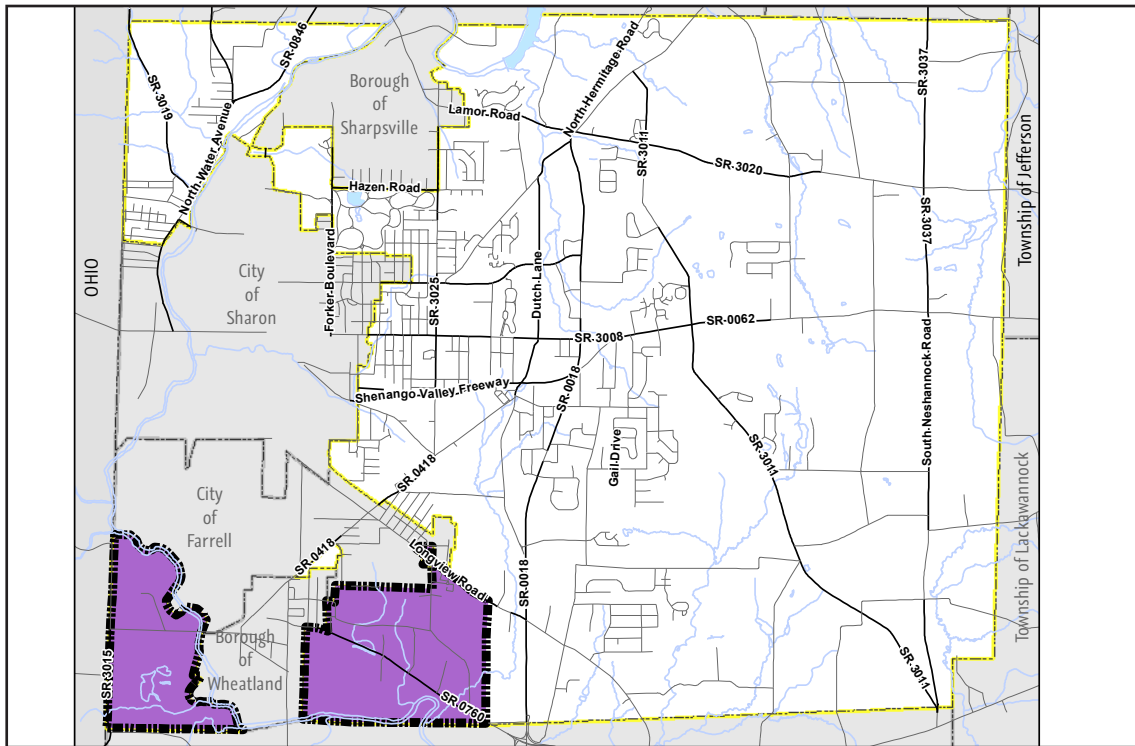 SR-3019
SR-0846
North Water Avenue
Borough
of
Sharpsville
Lamor Road
North Hermitage Road
SR-3011
SR-3020
SR-3037
Township of Jefferson
Hazen Road
SR-3037
OHIO
City
of
Sharon
Forker Boulevard
SR-3025
Dutch Lane
SR-3008
SR-0062
Shenango Valley Freeway
SR-0018
South Neshannock Road
Gail Drive
SR-3011
SR-0418
City
of
Farrell
SR-0418
Longview Road
SR-0018
Township of Lackawannock
Borough
of
Wheatland
SR-3015
SR-0760
SR-3011